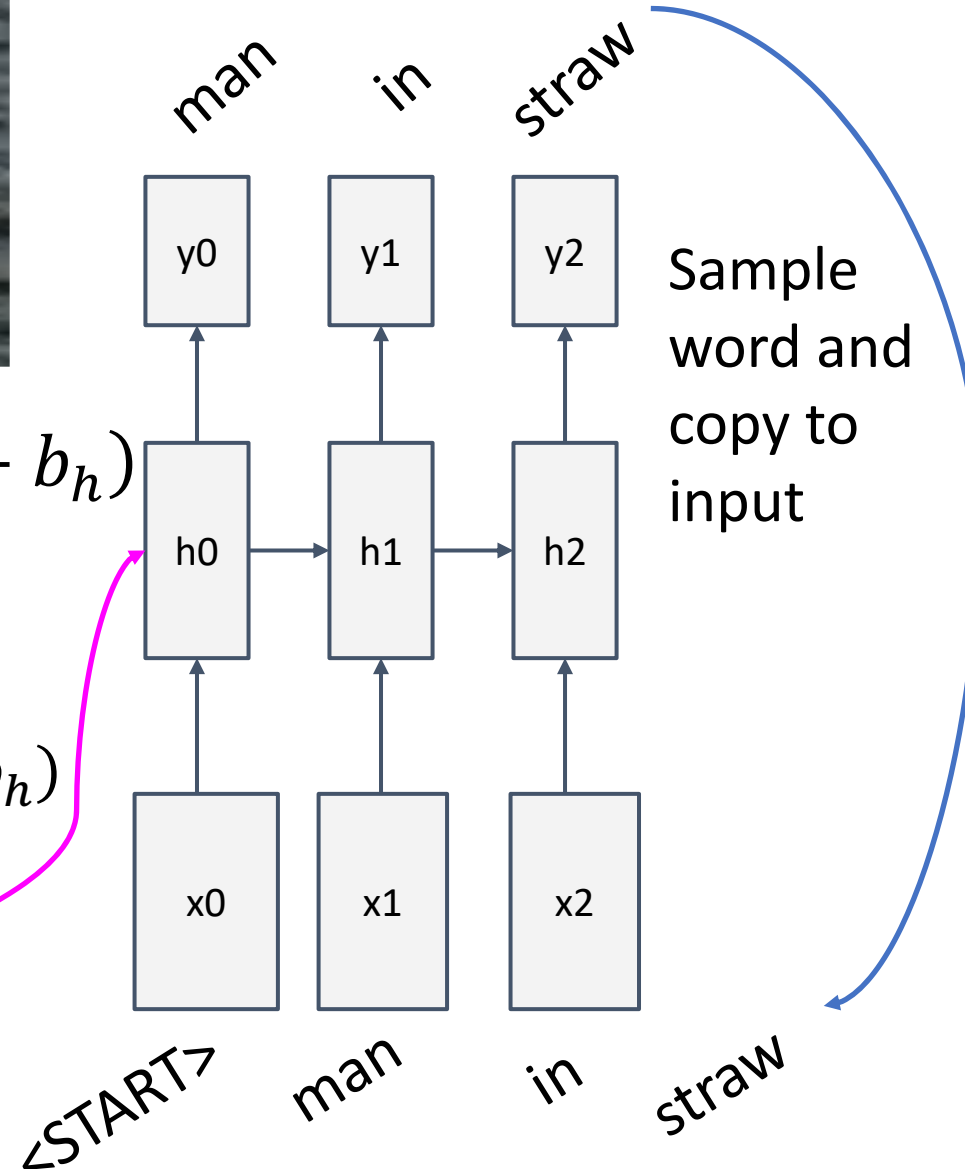 man in straw
y0 y1 y2
Sample
word and
copy to
input
b_h)
h0 h1 h2
h)
x0 x1 x2
<START> man in straw